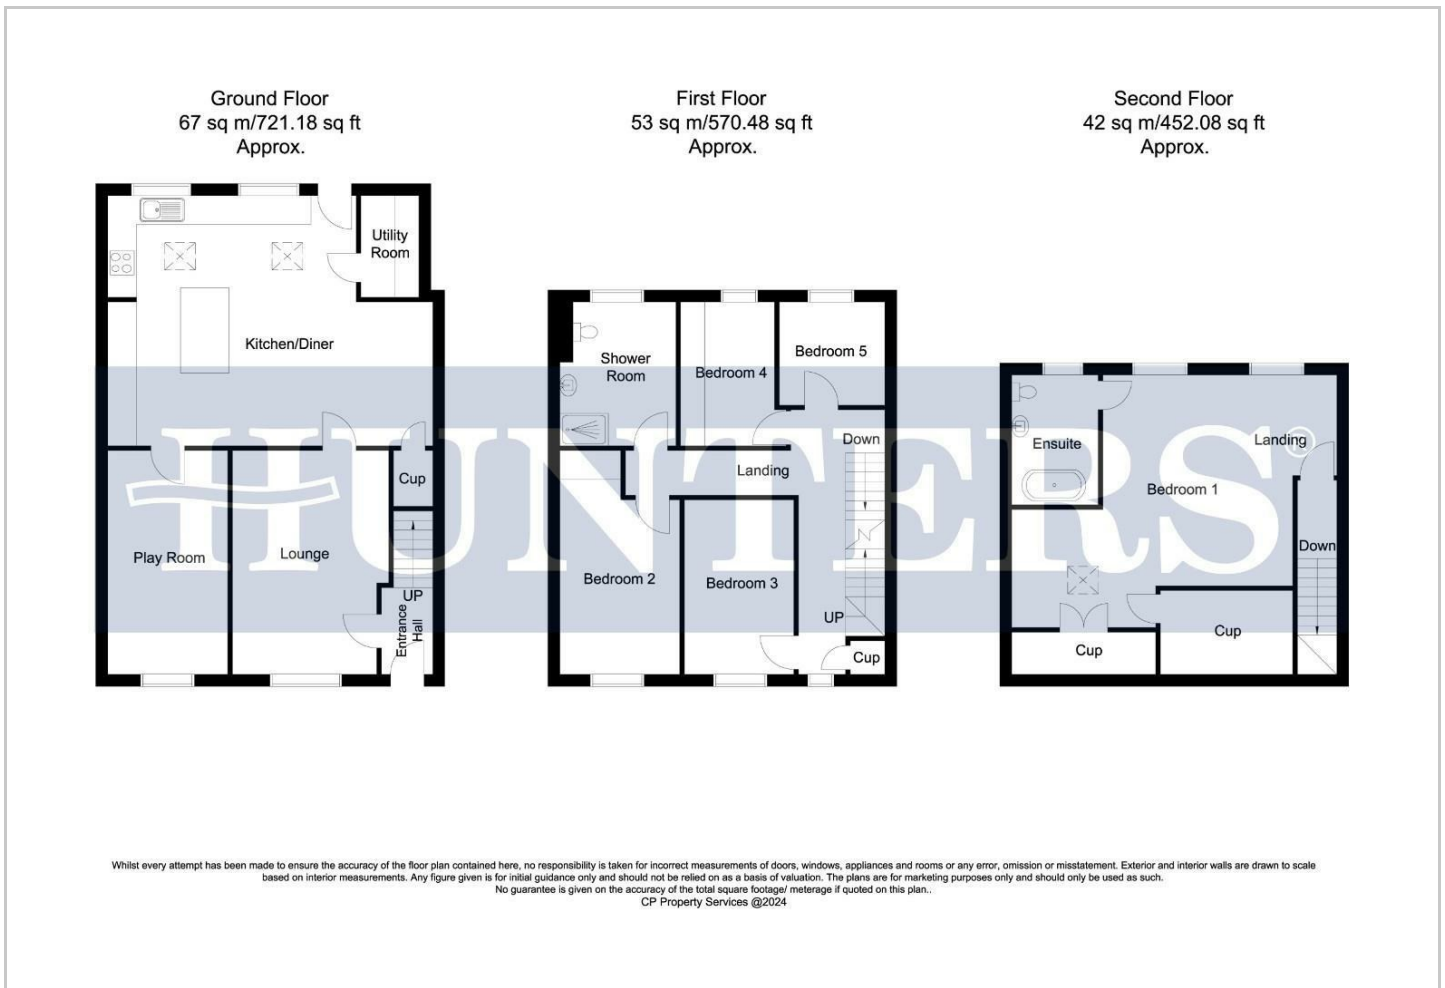 Ground Floor
67 sq m/721.18 sq ft
Approx.
First Floor
53 sq m/570.48 sq ft
Approx.
Second Floor
42 sq m/452.08 sq ft
Approx.
Utility
Room
Kitchen/Diner
Cup
Play Room
Lounge
UP
Entrance
Hall
Shower
Room
Bedroom 4
Bedroom 5
Down
Landing
Bedroom 2
Bedroom 3
UP
Cup
Ensuite
Landing
Bedroom 1
Down
Cup
Cup
HUNTERS®
Whilst every attempt has been made to ensure the accuracy of the floor plan contained here, no responsibility is taken for incorrect measurements of doors, windows, appliances and rooms or any error, omission or misstatement. Exterior and interior walls are drawn to scale
based on interior measurements. Any figure given is for initial guidance only and should not be relied on as a basis of valuation. The plans are for marketing purposes only and should only be used as such.
No guarantee is given on the accuracy of the total square footage/ meterage if quoted on this plan..
CP Property Services @2024